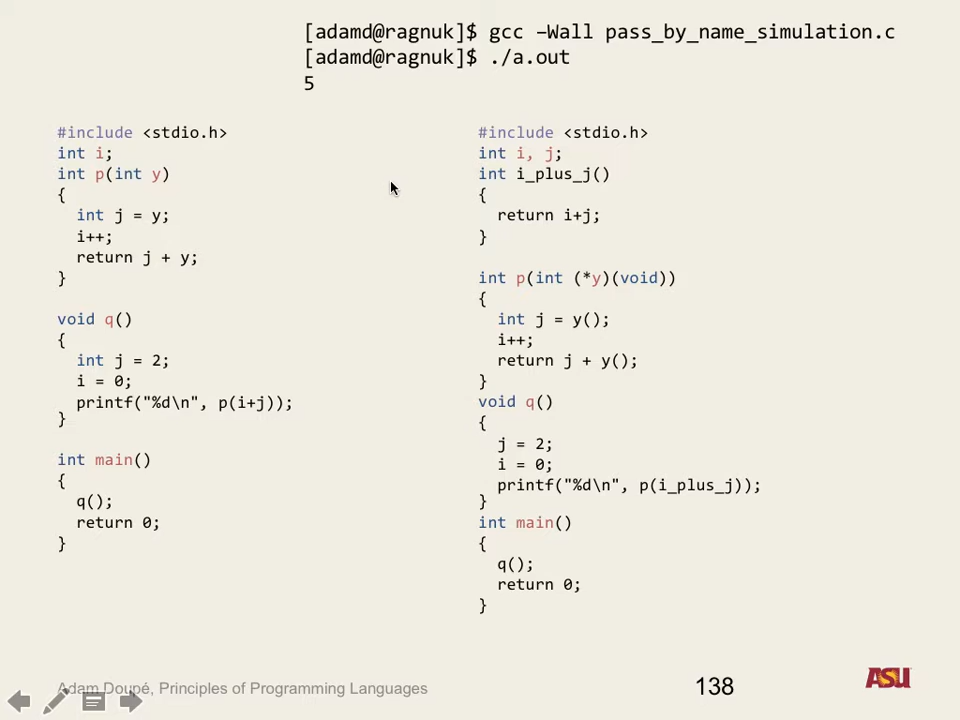 [adamd@ragnuk]$ gcc –Wall pass_by_name_simulation.c
[adamd@ragnuk]$ ./a.out
5
#include <stdio.h>
int i;
int p(int y)
{
  int j = y;
  i++;
  return j + y;
}
void q()
{
  int j = 2;
  i = 0;
  printf("%d\n", p(i+j));
}
int main()
{
  q();
  return 0;
}
#include <stdio.h>
int i, j;
int i_plus_j()
{
  return i+j;
}
int p(int (*y)(void))
{
  int j = y();
  i++;
  return j + y();
}
void q()
{
  j = 2;
  i = 0;
  printf("%d\n", p(i_plus_j));
}
int main()
{
  q();
  return 0;
}
Adam Doupé, Principles of Programming Languages
138
ASU